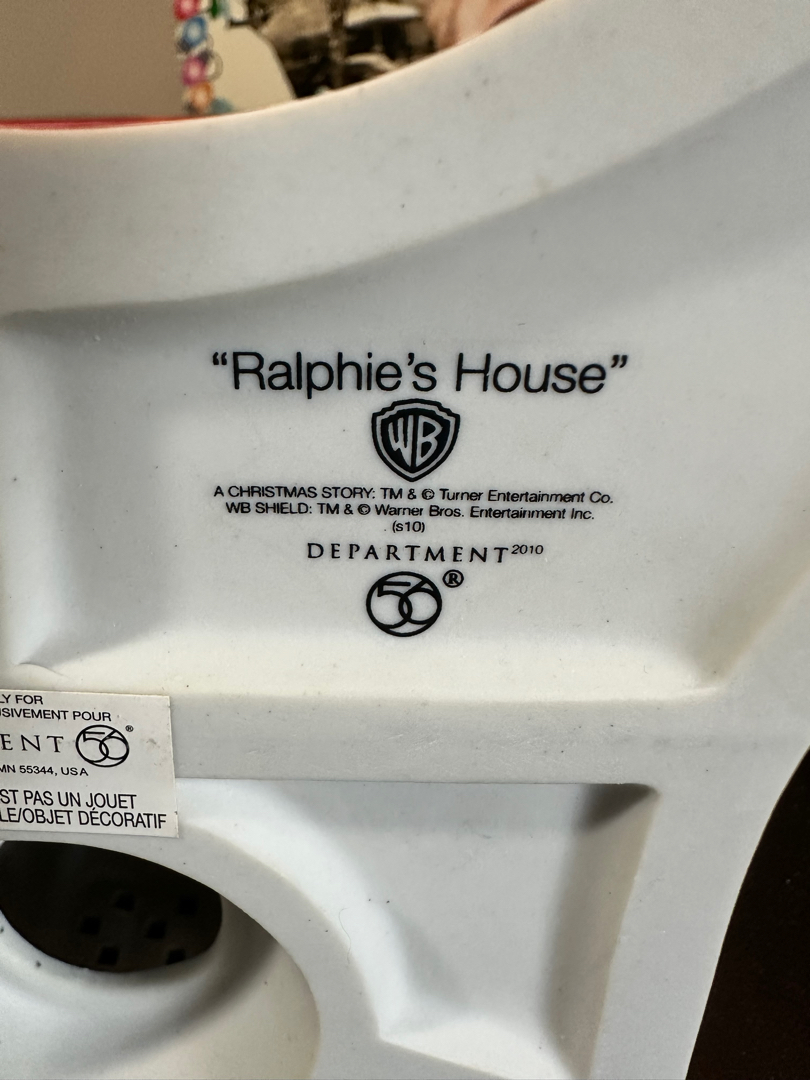 “Ralphie’s House”
WB
A CHRISTMAS STORY: TM & © Turner Entertainment Co.
WB SHIELD: TM & © Warner Bros. Entertainment Inc.
(s10)
DEPARTMENT 2010
56®
LY FOR
SIVEMENT POUR
ENT 56®
MN 55344, USA
ST PAS UN JOUET
LE/OBJET DÉCORATIF